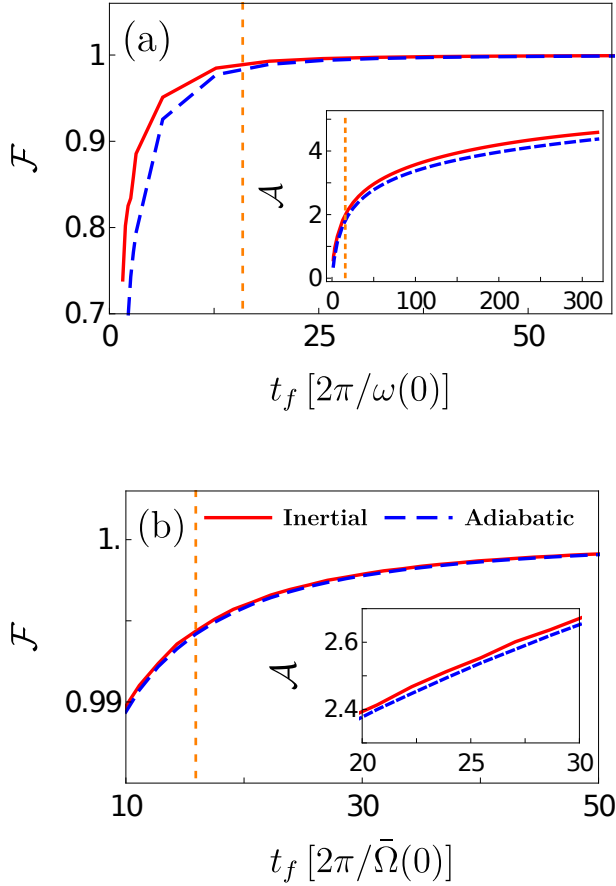 (a)
1
0.9
0.8
0.7
ℱ
0 25 50
t_f [2π/ω(0)]
𝒜
4
2
0
0 100 200 300
(b)
Inertial Adiabatic
1.
0.99
ℱ
10 30 50
t_f [2π/Ω̄(0)]
𝒜
2.6
2.4
20 25 30